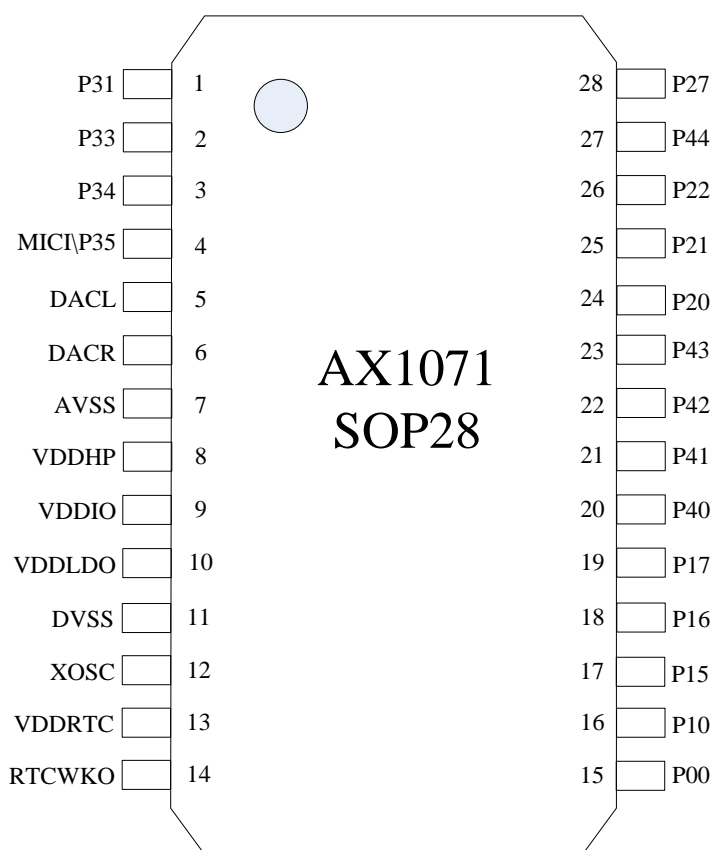 P31 1 28 P27
P33 2 27 P44
P34 3 26 P22
MICI\P35 4 25 P21
DACL 5 24 P20
DACR 6 23 P43
AVSS 7 22 P42
VDDHP 8 21 P41
VDDIO 9 20 P40
VDDLDO 10 19 P17
DVSS 11 18 P16
XOSC 12 17 P15
VDDRTC 13 16 P10
RTCWKO 14 15 P00
AX1071
SOP28